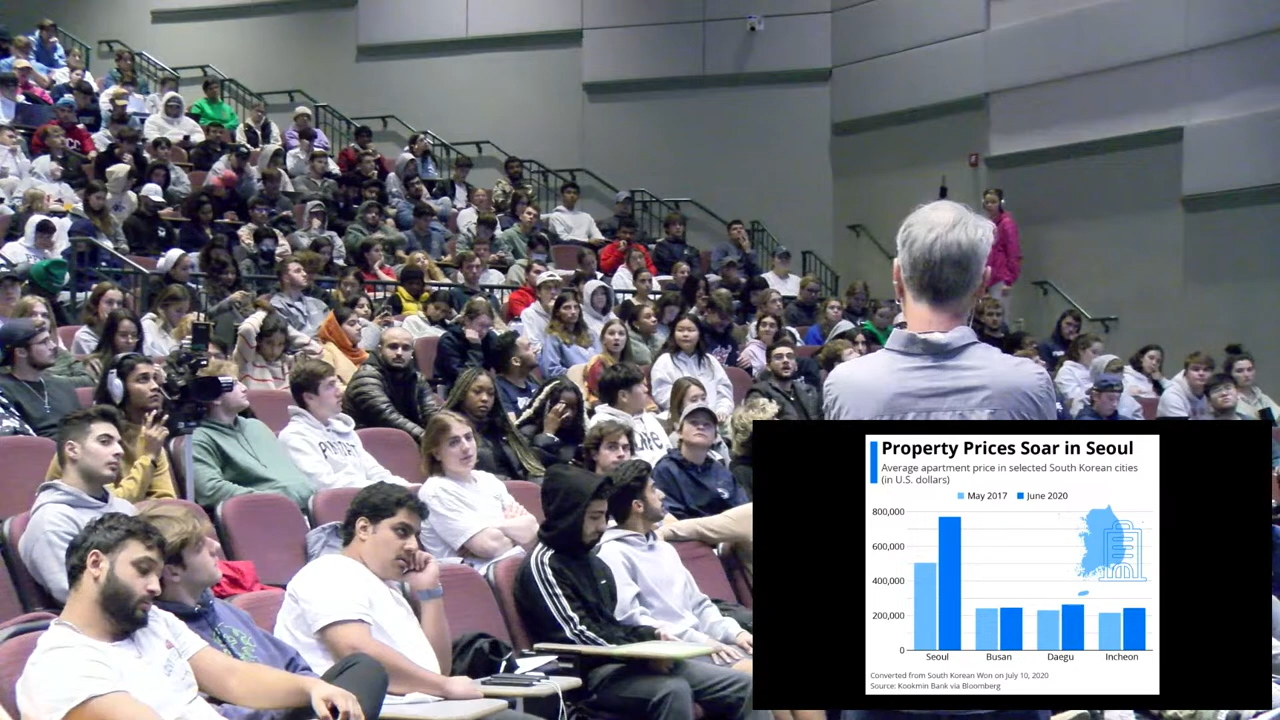 Property Prices Soar in Seoul
Average apartment price in selected South Korean cities
(in U.S. dollars)
May 2017 June 2020
800,000
600,000
400,000
200,000
0
Seoul Busan Daegu Incheon
Converted from South Korean Won on July 10, 2020
Source: Kookmin Bank via Bloomberg